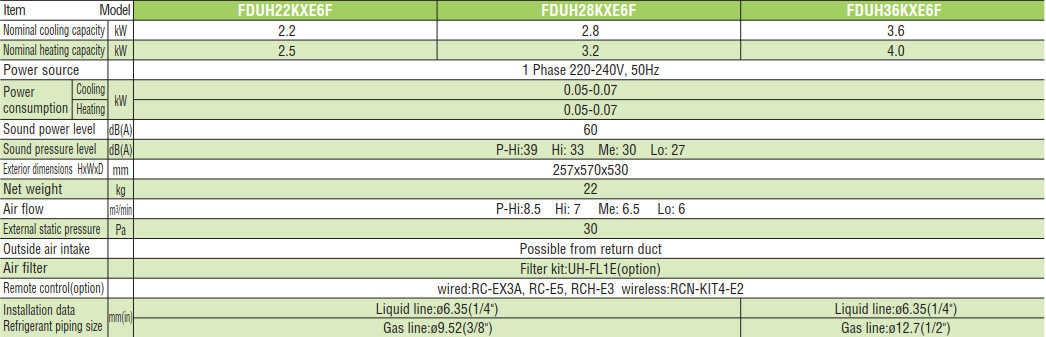 Item Model FDUH22KXE6F FDUH28KXE6F FDUH36KXE6F
Nominal cooling capacity kW 2.2 2.8 3.6
Nominal heating capacity kW 2.5 3.2 4.0
Power source 1 Phase 220-240V, 50Hz
Power consumption Cooling kW 0.05-0.07
Heating 0.05-0.07
Sound power level dB(A) 60
Sound pressure level dB(A) P-Hi:39 Hi: 33 Me: 30 Lo: 27
Exterior dimensions HxWxD mm 257x570x530
Net weight kg 22
Air flow m³/min P-Hi:8.5 Hi: 7 Me: 6.5 Lo: 6
External static pressure Pa 30
Outside air intake Possible from return duct
Air filter Filter kit:UH-FL1E(option)
Remote control(option) wired:RC-EX3A, RC-E5, RCH-E3 wireless:RCN-KIT4-E2
Installation data mm(in) Liquid line:ø6.35(1/4") Liquid line:ø6.35(1/4")
Refrigerant piping size Gas line:ø9.52(3/8") Gas line:ø12.7(1/2")